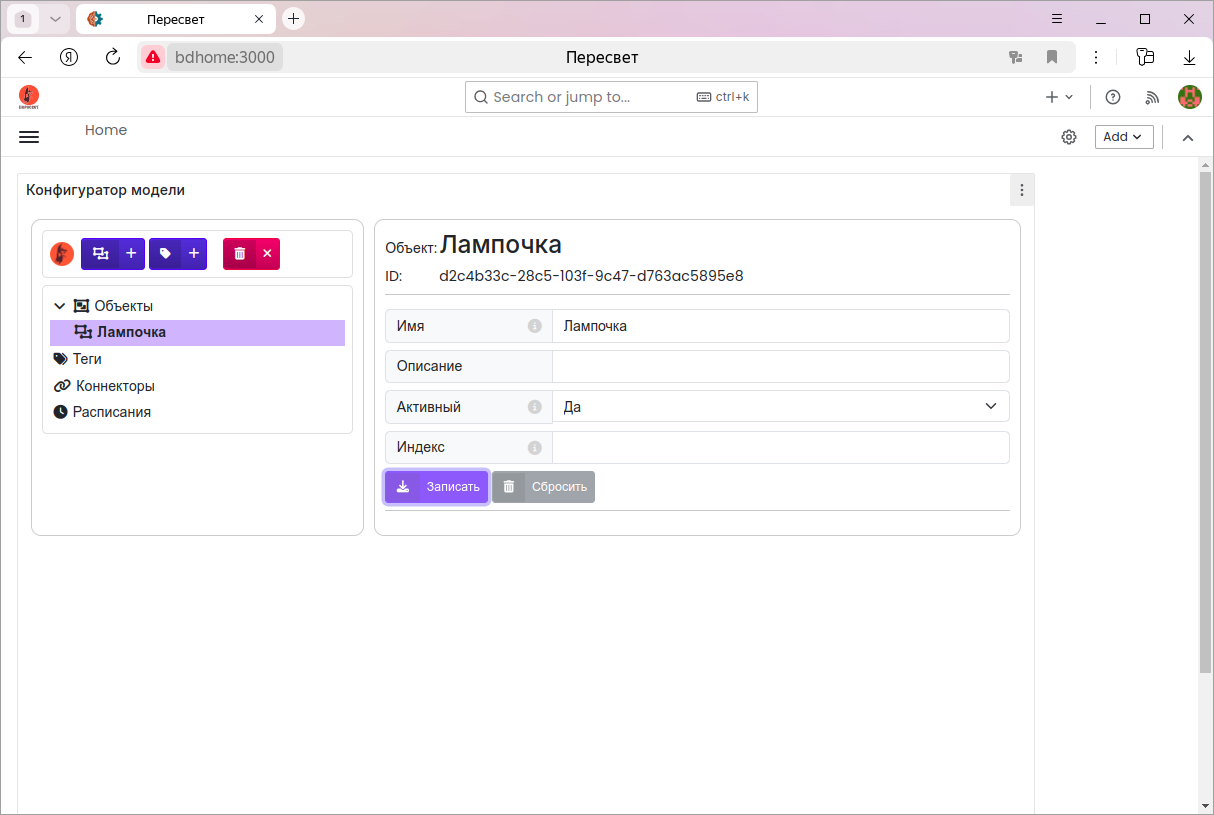 1
Пересвет
bdhome:3000
Пересвет
Search or jump to...
ctrl+k
Home
Add
Конфигуратор модели
Объекты
Лампочка
Теги
Коннекторы
Расписания
Объект: Лампочка
ID: d2c4b33c-28c5-103f-9c47-d763ac5895e8
Имя Лампочка
Описание
Активный Да
Индекс
Записать Сбросить